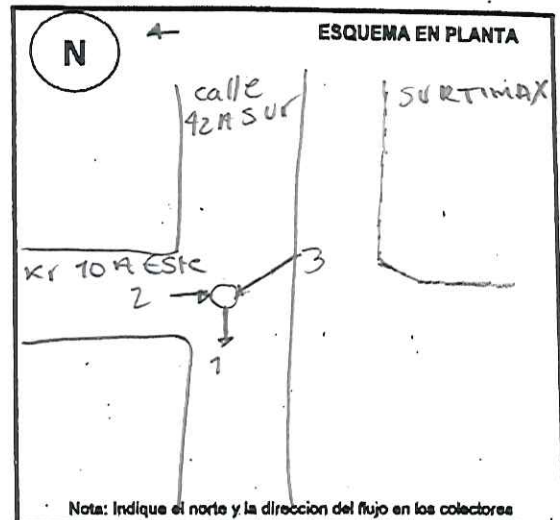 N
ESQUEMA EN PLANTA
calle
42A SUr
SURTIMAX
Kr 10 A EStE
3
2
1
Nota: Indique el norte y la direccion del flujo en los colectores